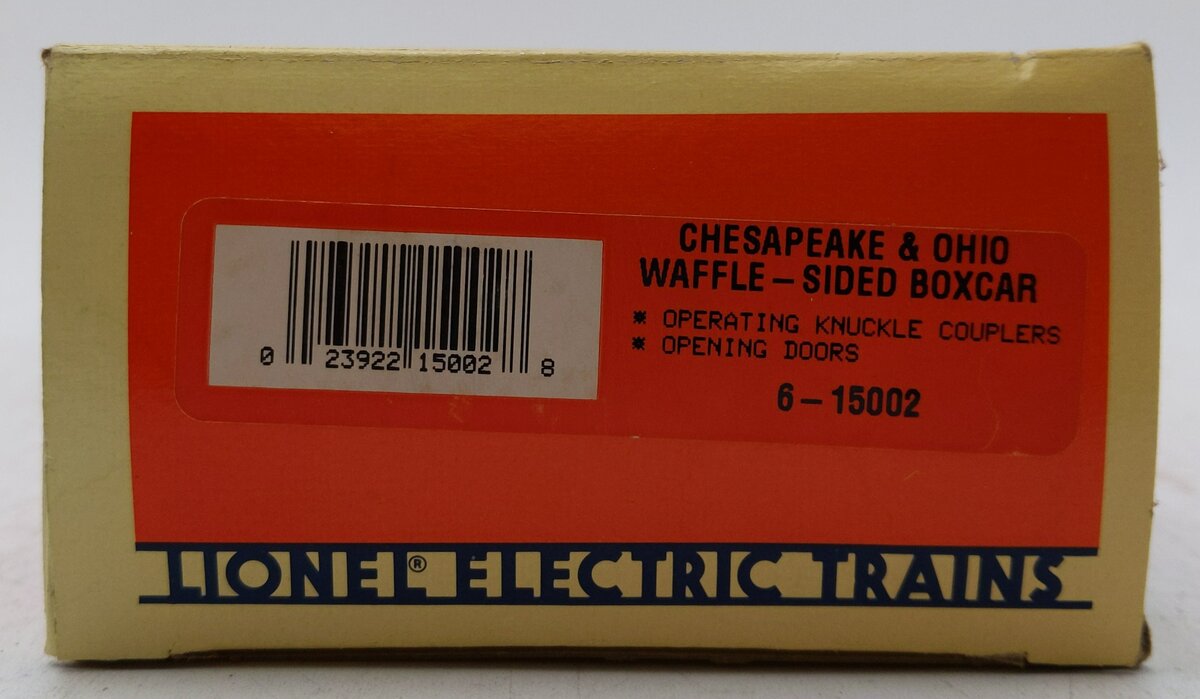 CHESAPEAKE & OHIO
WAFFLE – SIDED BOXCAR
* OPERATING KNUCKLE COUPLERS
* OPENING DOORS
6 – 15002
0 23922 15002 8
LIONEL® ELECTRIC TRAINS